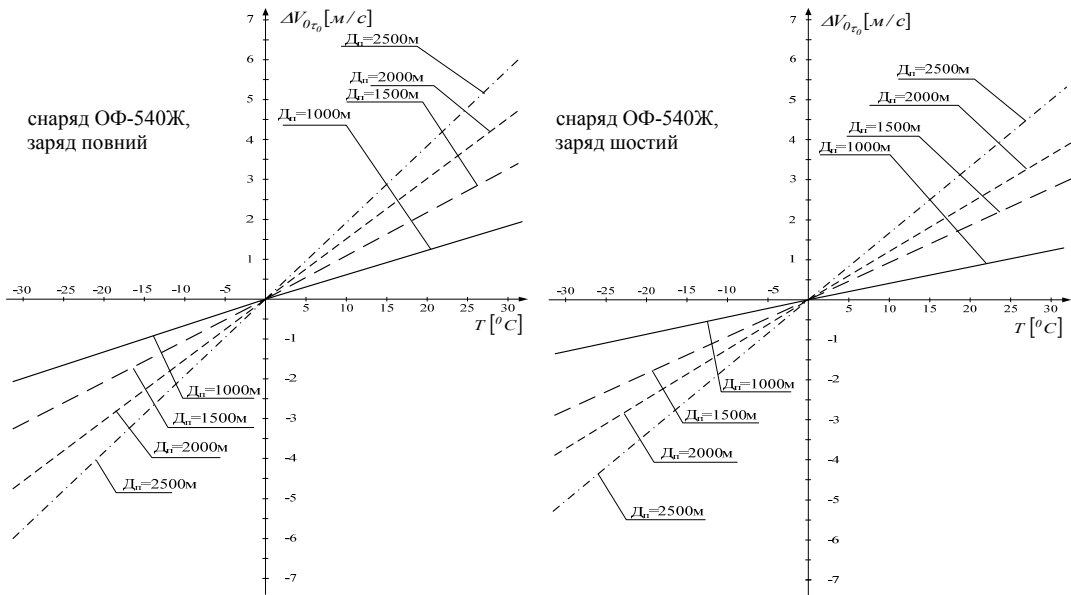 7
ΔV₀τ₀ [м/с]
Дп=2500м
6
Дп=2000м
5
Дп=1500м
снаряд ОФ-540Ж,
Дп=1000м
заряд повний
4
3
2
1
-30 -25 -20 -15 -10 -5
5 10 15 20 25 30
T [⁰C]
-1
-2
Дп=1000м
-3
Дп=1500м
Дп=2000м
-4
Дп=2500м
-5
-6
-7
7
ΔV₀τ₀ [м/с]
6
Дп=2500м
Дп=2000м
5
снаряд ОФ-540Ж,
Дп=1500м
заряд шостий
4
Дп=1000м
3
2
1
-30 -25 -20 -15 -10 -5
5 10 15 20 25 30
T [⁰C]
-1
-2
Дп=1000м
Дп=1500м
-3
Дп=2000м
-4
-5
Дп=2500м
-6
-7